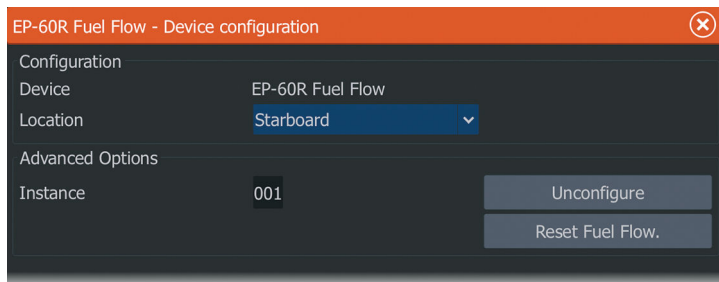 EP-60R Fuel Flow - Device configuration
Configuration
Device EP-60R Fuel Flow
Location Starboard
Advanced Options
Instance 001 Unconfigure
Reset Fuel Flow.